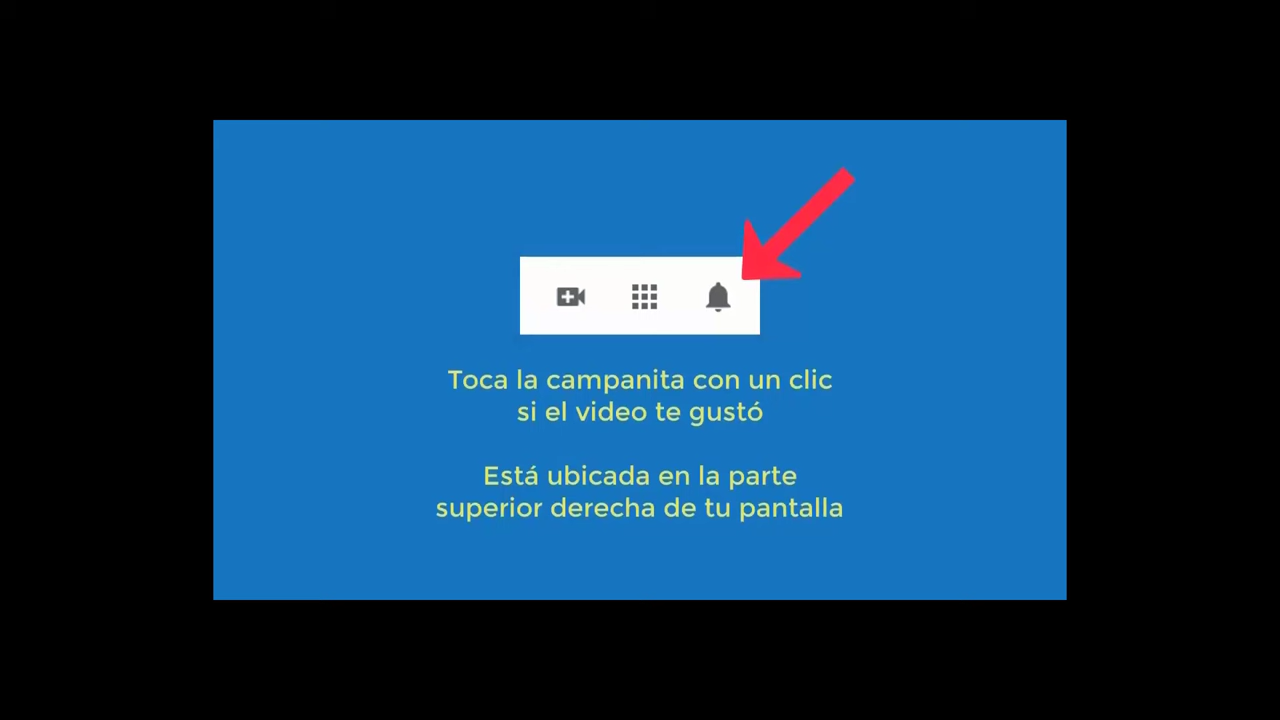 Toca la campanita con un clic
si el video te gustó
Está ubicada en la parte
superior derecha de tu pantalla